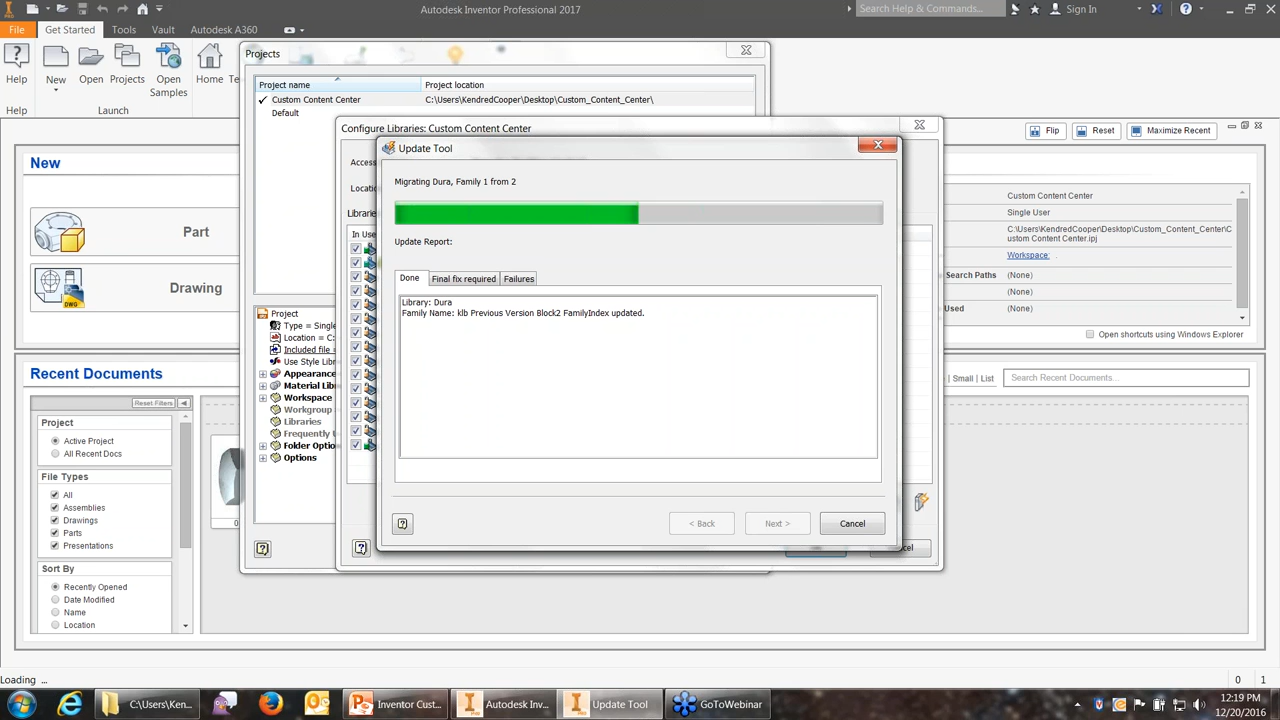 Autodesk Inventor Professional 2017
Search Help & Commands...
Sign In
File
Get Started
Tools
Vault
Autodesk A360
Help
New
Open
Projects
Open
Samples
Home
Help
Launch
Projects
Project name
Project location
Custom Content Center
C:\Users\KendredCooper\Desktop\Custom_Content_Center\
Default
Configure Libraries: Custom Content Center
Update Tool
Migrating Dura, Family 1 from 2
Update Report:
Done
Final fix required
Failures
Library: Dura
Family Name: klb Previous Version Block2 FamilyIndex updated.
< Back
Next >
Cancel
In Use
Project
Type = Single
Location = C:
Included file =
Use Style Libr
Appearance
Material Lib
Workspace
Workgroup
Libraries
Frequently
Folder Optio
Options
Flip
Reset
Maximize Recent
Custom Content Center
Single User
C:\Users\KendredCooper\Desktop\Custom_Content_Center\C
ustom Content Center.ipj
Workspace:
Search Paths
(None)
(None)
Used
(None)
Open shortcuts using Windows Explorer
New
Part
Drawing
Recent Documents
| Small | List
Search Recent Documents...
Reset Filters
Project
Active Project
All Recent Docs
File Types
All
Assemblies
Drawings
Parts
Presentations
Sort By
Recently Opened
Date Modified
Name
Location
Loading ...
0
1
C:\Users\Ken...
Inventor Cust...
Autodesk Inv...
Update Tool
GoToWebinar
12:19 PM
12/20/2016